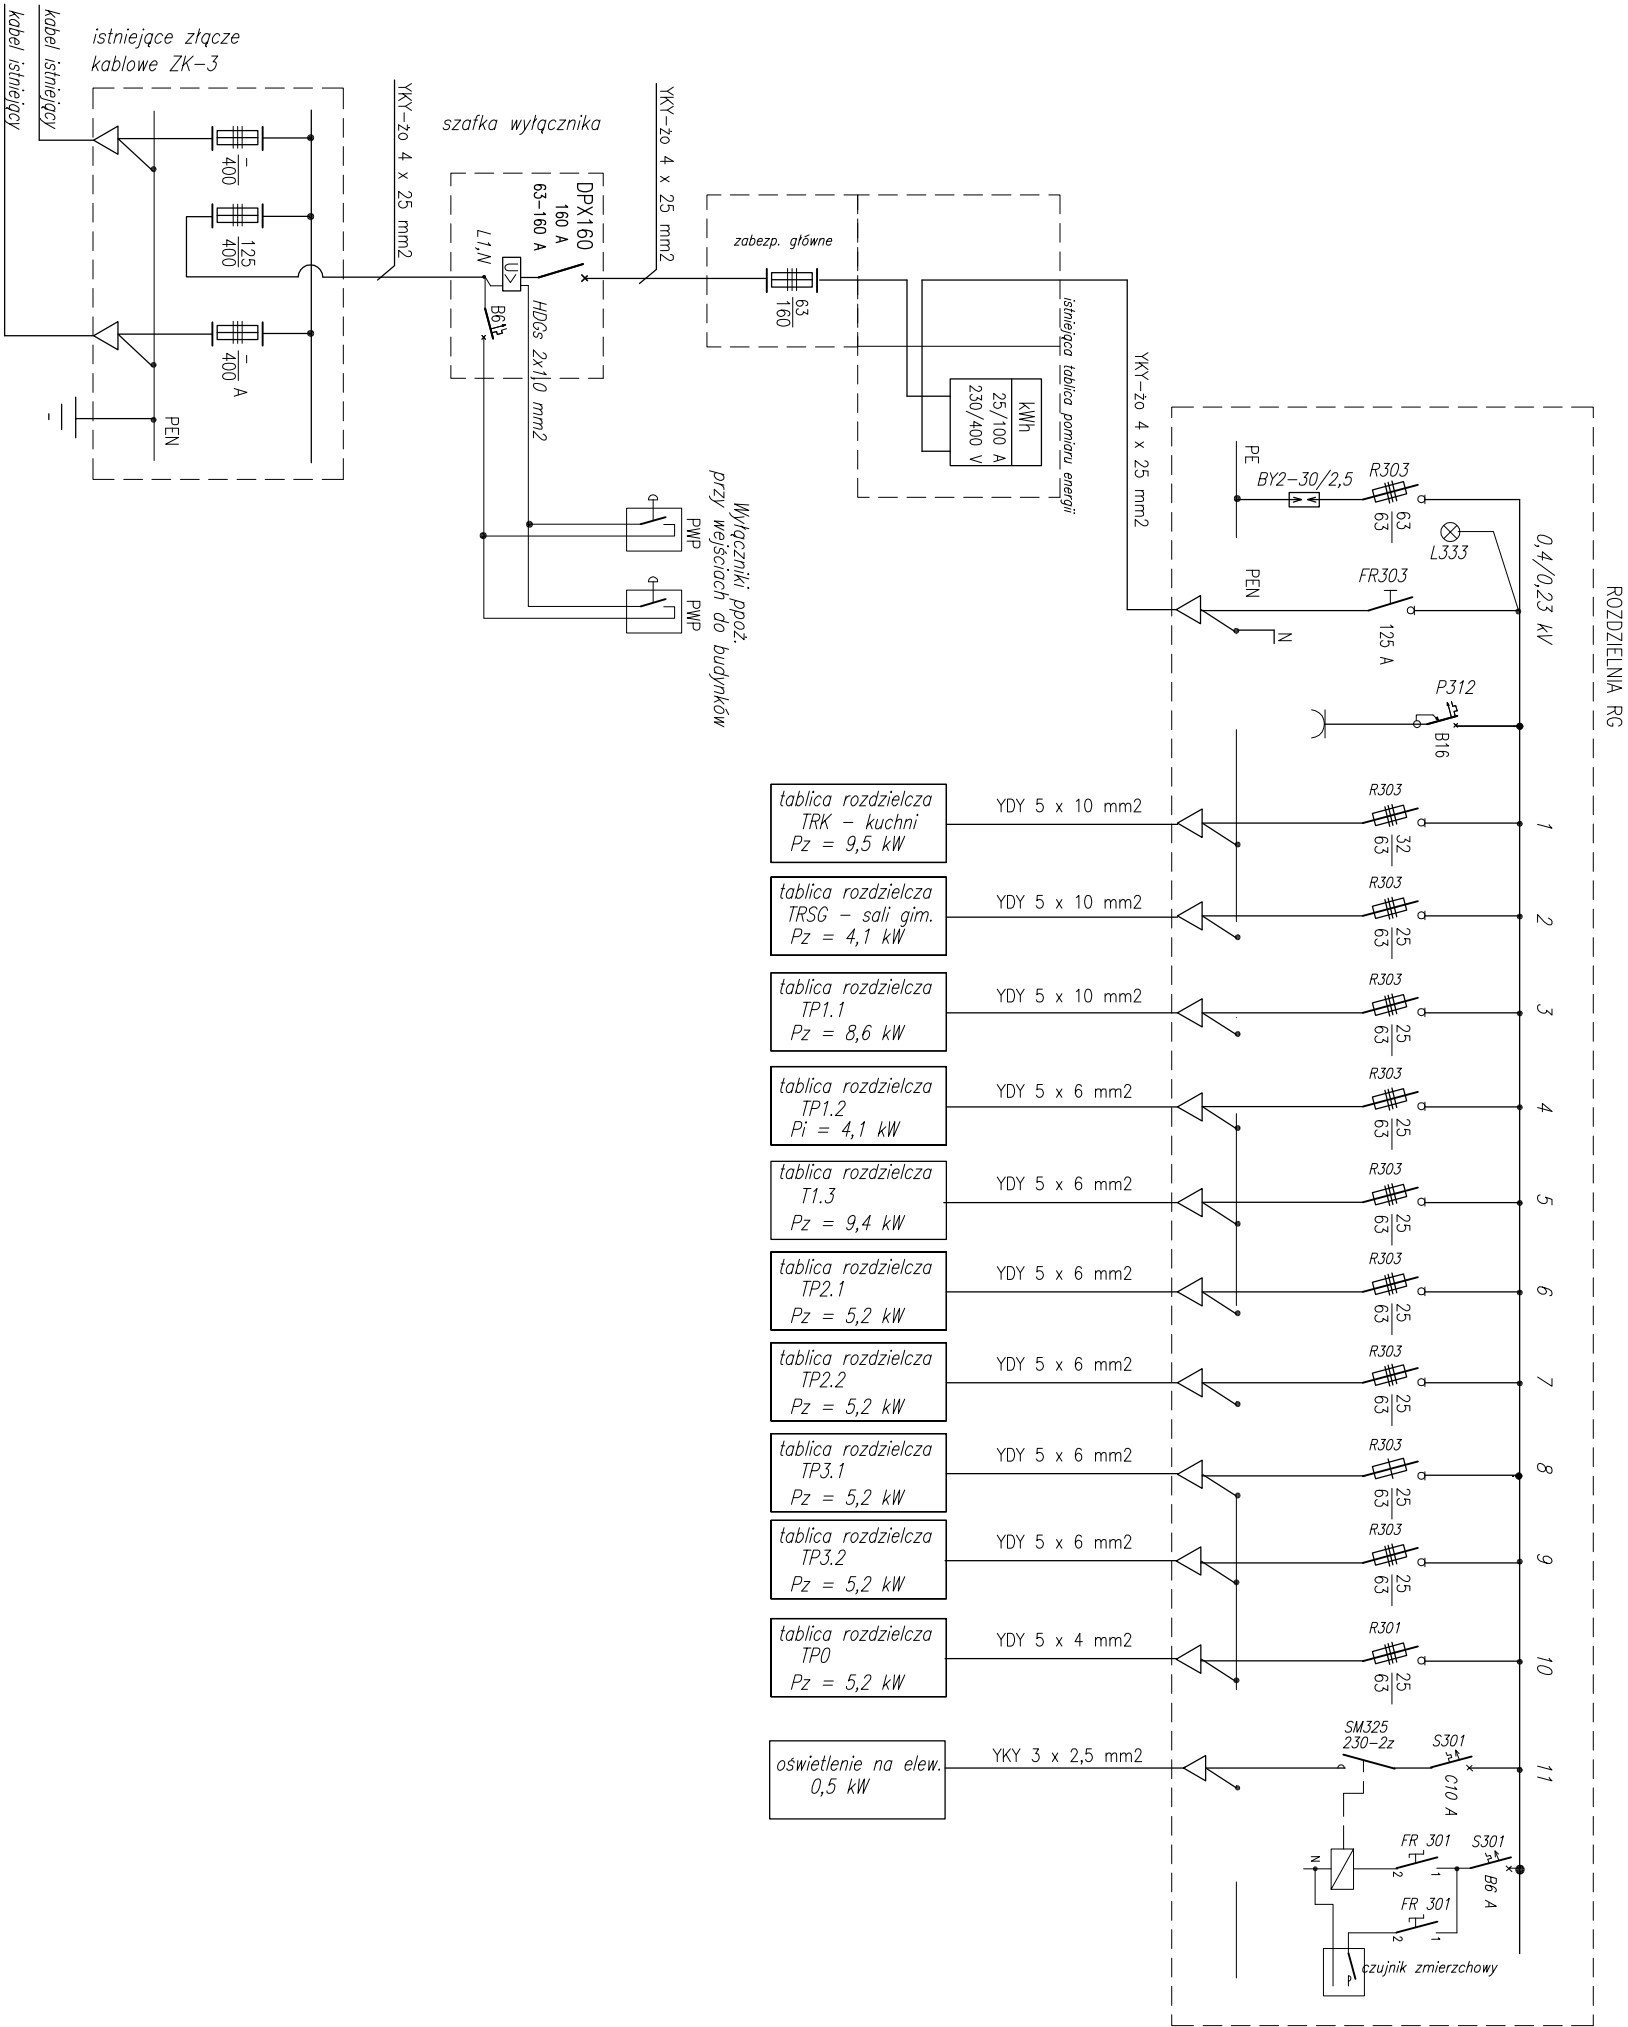 kabel istniejący
kabel istniejący
istniejące złącze
kablowe ZK-3
-
400
125
400
-
400 A
PEN
YKY-żo 4 x 25 mm2
szafka wyłącznika
DPX160
160 A
63-160 A
L1,N
U>
B6
HDGs 2x1,0 mm2
YKY-żo 4 x 25 mm2
zabezp. główne
63
160
istniejąca tablica pomiaru energii
kWh
25/100 A
230/400 V
YKY-żo 4 x 25 mm2
PWP
PWP
Wyłączniki ppoż.
przy wejściach do budynków
ROZDZIELNIA RG
0,4/0,23 kV
PE
BY2-30/2,5
R303
63
63
L333
PEN
FR303
125 A
N
P312
B16
tablica rozdzielcza
TRK - kuchni
Pz = 9,5 kW
YDY 5 x 10 mm2
R303
32
63
1
tablica rozdzielcza
TRSG - sali gim.
Pz = 4,1 kW
YDY 5 x 10 mm2
R303
25
63
2
tablica rozdzielcza
TP1.1
Pz = 8,6 kW
YDY 5 x 10 mm2
R303
25
63
3
tablica rozdzielcza
TP1.2
Pi = 4,1 kW
YDY 5 x 6 mm2
R303
25
63
4
tablica rozdzielcza
T1.3
Pz = 9,4 kW
YDY 5 x 6 mm2
R303
25
63
5
tablica rozdzielcza
TP2.1
Pz = 5,2 kW
YDY 5 x 6 mm2
R303
25
63
6
tablica rozdzielcza
TP2.2
Pz = 5,2 kW
YDY 5 x 6 mm2
R303
25
63
7
tablica rozdzielcza
TP3.1
Pz = 5,2 kW
YDY 5 x 6 mm2
R303
25
63
8
tablica rozdzielcza
TP3.2
Pz = 5,2 kW
YDY 5 x 6 mm2
R303
25
63
9
tablica rozdzielcza
TP0
Pz = 5,2 kW
YDY 5 x 4 mm2
R301
25
63
10
oświetlenie na elew.
0,5 kW
YKY 3 x 2,5 mm2
SM325
230-2z
S301
C10 A
11
FR 301
S301
B6 A
N
2
1
FR 301
2
1
czujnik zmierzchowy